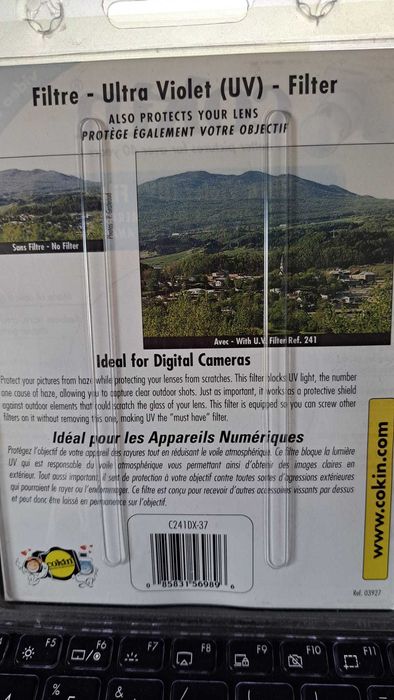 Filtre - Ultra Violet (UV) - Filter
ALSO PROTECTS YOUR LENS
PROTÈGE ÉGALEMENT VOTRE OBJECTIF
Sans Filtre - No Filter
Avec - With U.V. Filter Ref. 241
Ideal for Digital Cameras
Protect your pictures from haze while protecting your lenses from scratches. This filter blocks UV light, the number
one cause of haze, allowing you to capture clear outdoor shots. Just as important, it works as a protective shield
against outdoor elements that could scratch the glass of your lens. This filter is equipped so you can screw other
filters on it without removing this one, making UV the "must have" filter.
Idéal pour les Appareils Numériques
Protégez l'objectif de votre appareil des rayures tout en réduisant le voile atmosphérique. Ce filtre bloque la lumière
UV qui est responsable du voile atmosphérique vous permettant ainsi d'obtenir des images claires en
extérieur. Tout aussi important, il sert de protection à votre objectif contre toutes sortes d'agressions extérieures
qui pourraient le rayer ou l'endommager. Ce filtre est conçu pour recevoir d'autres accessoires vissants par dessus
et peut donc être laissé en permanence sur l'objectif.
www.cokin.com
C241DX-37
cokin
0 85831 56989 6
Ref. 03927
F5
F6
F7
F8
F9
F10
F11
%
&